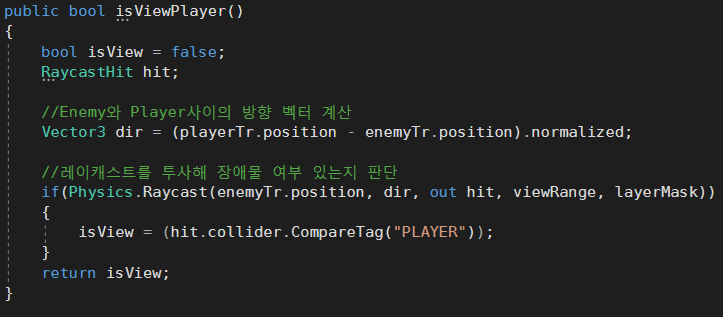 public bool isViewPlayer()
{
bool isView = false;
RaycastHit hit;
//Enemy와 Player사이의 방향 벡터 계산
Vector3 dir = (playerTr.position - enemyTr.position).normalized;
//레이캐스트를 투사해 장애물 여부 있는지 판단
if(Physics.Raycast(enemyTr.position, dir, out hit, viewRange, layerMask))
{
isView = (hit.collider.CompareTag("PLAYER"));
}
return isView;
}